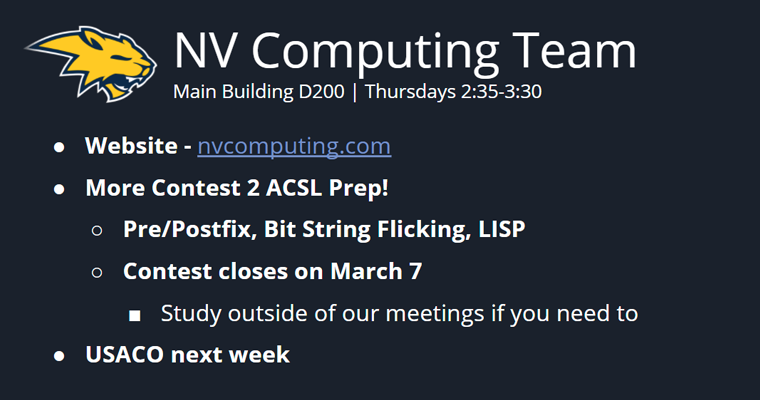 NV Computing Team
Main Building D200 | Thursdays 2:35-3:30
● Website - nvcomputing.com
● More Contest 2 ACSL Prep!
○ Pre/Postfix, Bit String Flicking, LISP
○ Contest closes on March 7
■ Study outside of our meetings if you need to
● USACO next week